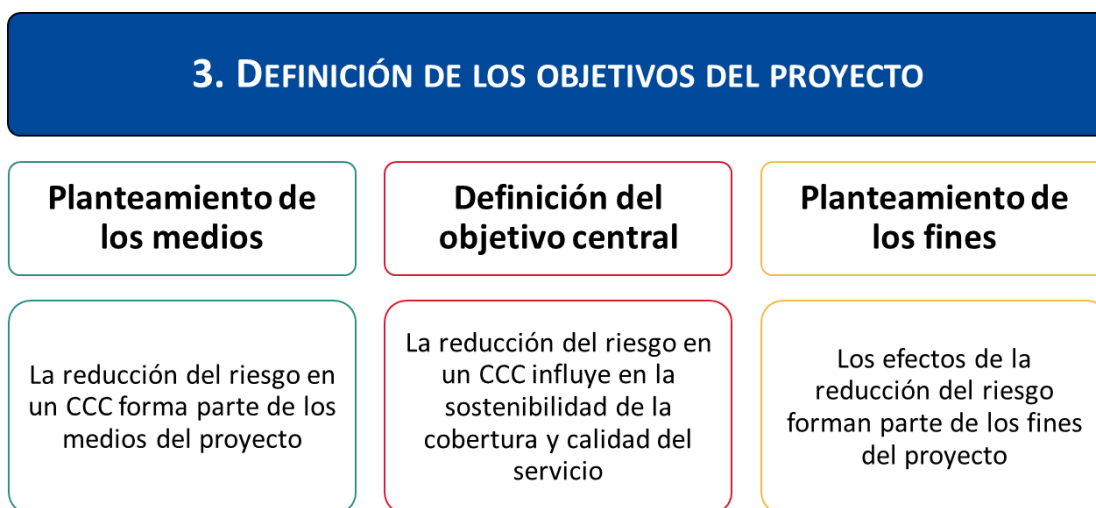 3. DEFINICIÓN DE LOS OBJETIVOS DEL PROYECTO
Planteamiento de
los medios
La reducción del riesgo en
un CCC forma parte de los
medios del proyecto
Definición del
objetivo central
La reducción del riesgo en
un CCC influye en la
sostenibilidad de la
cobertura y calidad del
servicio
Planteamiento de
los fines
Los efectos de la
reducción del riesgo
forman parte de los fines
del proyecto